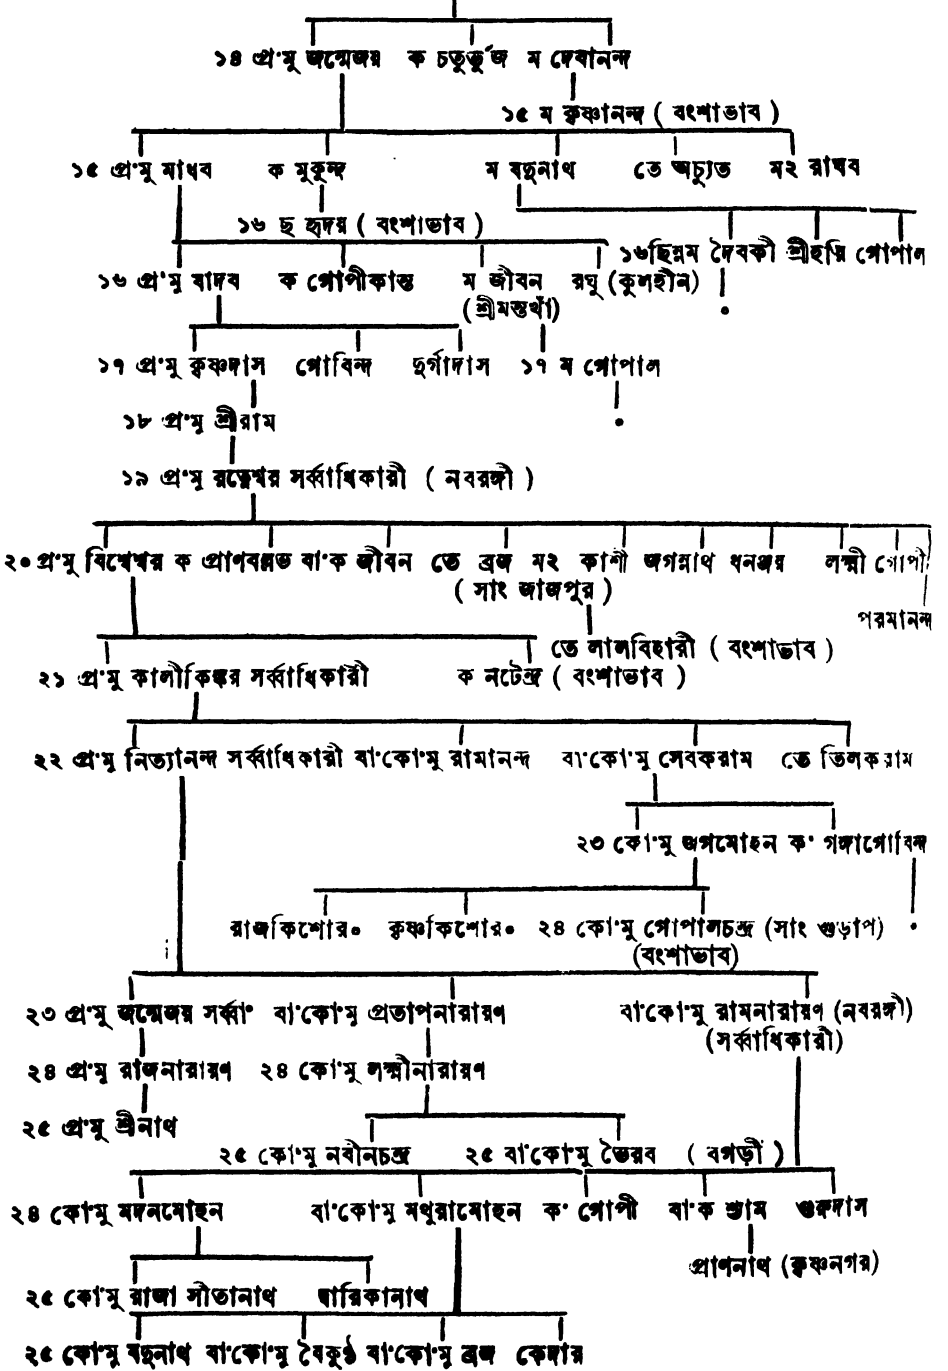 ১৪ প্র'মু জন্মেজয় ক চতুর্ভুজ ম দেবানন্দ
১৫ ম কৃষ্ণানন্দ ( বংশাভাব )
১৫ প্র'মু মাধব ক মুকুন্দ ম যদুনাথ তে অচ্যুত ম২ রাঘব
১৬ ছ হৃদয় ( বংশাভাব )
১৬ছিন্নম দৈবকী শ্রীহরি গোপাল
১৬ প্র'মু যাদব ক গোপীকান্ত ম জীবন রঘু (কুলহীন)
(শ্রীমন্তখাঁ)
১৭ প্র'মু কৃষ্ণদাস গোবিন্দ দুর্গাদাস ১৭ ম গোপাল
১৮ প্র'মু শ্রীরাম
১৯ প্র'মু রত্নেশ্বর সর্ব্বাধিকারী ( নবরঙ্গী )
২০ প্র'মু বিশ্বেশ্বর ক প্রাণবল্লভ বা'ক জীবন তে ব্রজ ম২ কাশী জগন্নাথ ধনঞ্জয় লক্ষ্মী গোপী
( সাং জাজপুর )
পরমানন্দ
তে লালবিহারী ( বংশাভাব )
২১ প্র'মু কালীকিঙ্কর সর্ব্বাধিকারী ক নটেন্দ্র ( বংশাভাব )
২২ প্র'মু নিত্যানন্দ সর্ব্বাধিকারী বা'কো'মু রামানন্দ বা'কো'মু সেবকরাম তে তিলকরাম
২৩ কো'মু জগমোহন ক' গঙ্গাগোবিন্দ
রাজকিশোর॰ কৃষ্ণকিশোর॰ ২৪ কো'মু গোপালচন্দ্র (সাং গুড়াপ)
(বংশাভাব)
২৩ প্র'মু জন্মেজয় সর্ব্বা' বা'কো'মু প্রতাপনারায়ণ বা'কো'মু রামনারায়ণ (নবরঙ্গী)
(সর্ব্বাধিকারী)
২৪ প্র'মু রাজনারায়ণ ২৪ কো'মু লক্ষ্মীনারায়ণ
২৫ প্র'মু শ্রীনাথ
২৫ কো'মু নবীনচন্দ্র ২৫ বা'কো'মু ভৈরব ( বগড়ী )
২৪ কো'মু মদনমোহন বা'কো'মু মথুরামোহন ক' গোপী বা'ক শ্যাম গুরুদাস
প্রাণনাথ (কৃষ্ণনগর)
২৫ কো'মু রাজা সীতানাথ দ্বারিকানাথ
২৫ কো'মু যদুনাথ বা'কো'মু বৈকুণ্ঠ বা'কো'মু ব্রজ কেদার